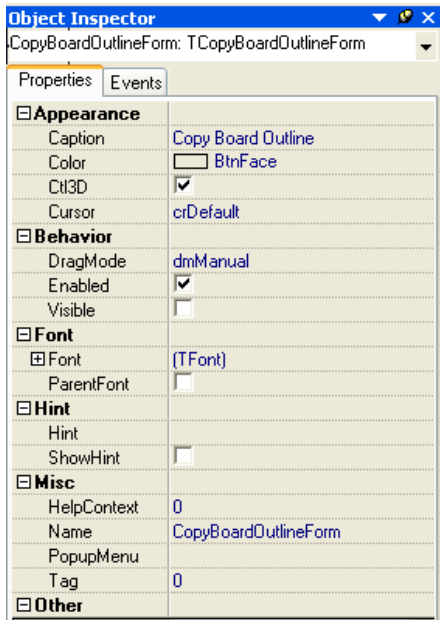 Object Inspector
CopyBoardOutlineForm: TCopyBoardOutlineForm
Properties Events
Appearance
Caption Copy Board Outline
Color BtnFace
Ctl3D
Cursor crDefault
Behavior
DragMode dmManual
Enabled
Visible
Font
Font (TFont)
ParentFont
Hint
Hint
ShowHint
Misc
HelpContext 0
Name CopyBoardOutlineForm
PopupMenu
Tag 0
Other